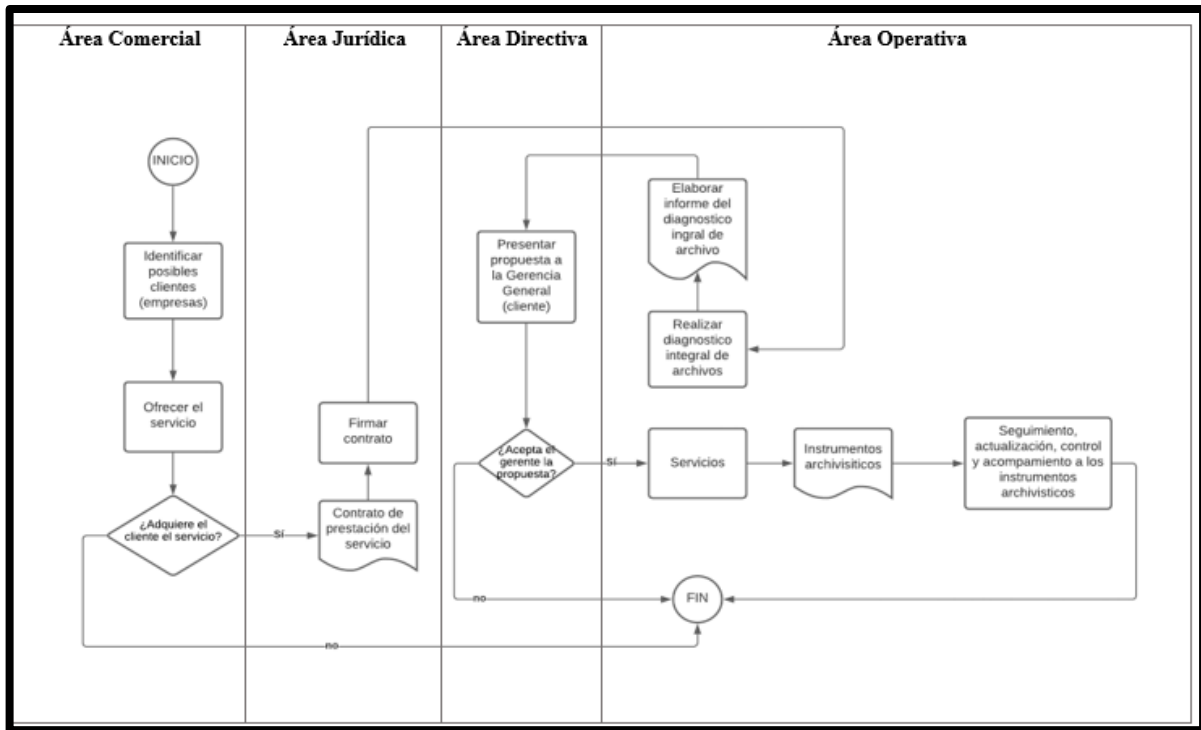 Área Comercial
Área Jurídica
Área Directiva
Área Operativa
INICIO
Identificar
posibles
clientes
(empresas)
Ofrecer el
servicio
¿Adquiere el
cliente el servicio?
sí
no
Firmar
contrato
Contrato de
prestación del
servicio
Presentar
propuesta a
la Gerencia
General
(cliente)
¿Acepta el
gerente la
propuesta?
sí
no
Elaborar
informe del
diagnostico
ingral de
archivo
Realizar
diagnostico
integral de
archivos
Servicios
Instrumentos
archivisiticos
Seguimiento,
actualización, control
y acompamiento a los
instrumentos
archivisticos
FIN